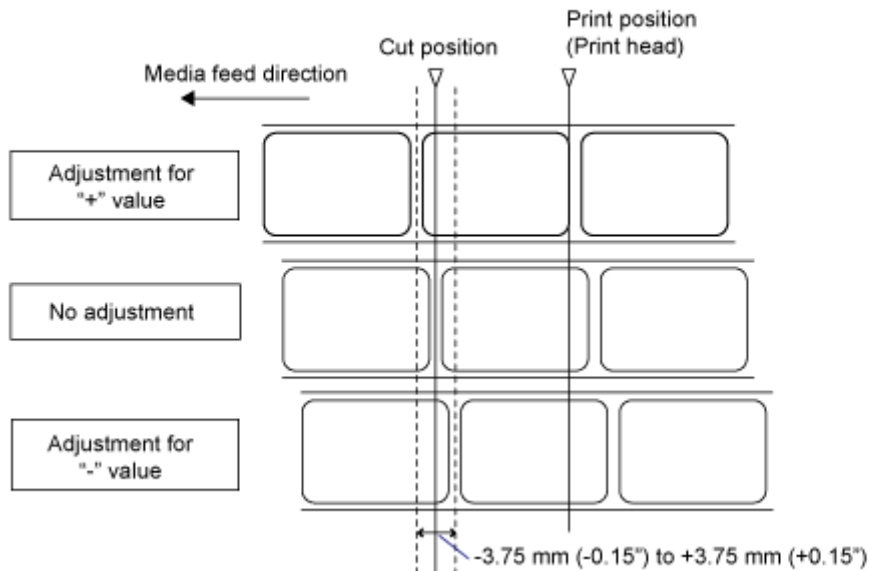 Print position
(Print head)
Cut position
Media feed direction
Adjustment for
“+” value
No adjustment
Adjustment for
“-” value
-3.75 mm (-0.15”) to +3.75 mm (+0.15”)